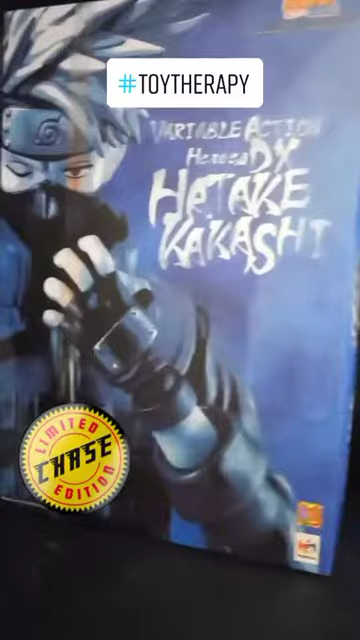 #TOYTHERAPY
VARIABLE ACTION
Heroes DX
HATAKE
KAKASHI
LIMITED
CHASE
EDITION